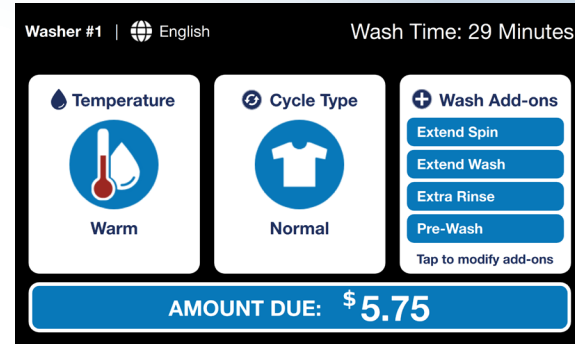 Washer #1 | English
Wash Time: 29 Minutes
Temperature
Warm
Cycle Type
Normal
Wash Add-ons
Extend Spin
Extend Wash
Extra Rinse
Pre-Wash
Tap to modify add-ons
AMOUNT DUE: $5.75